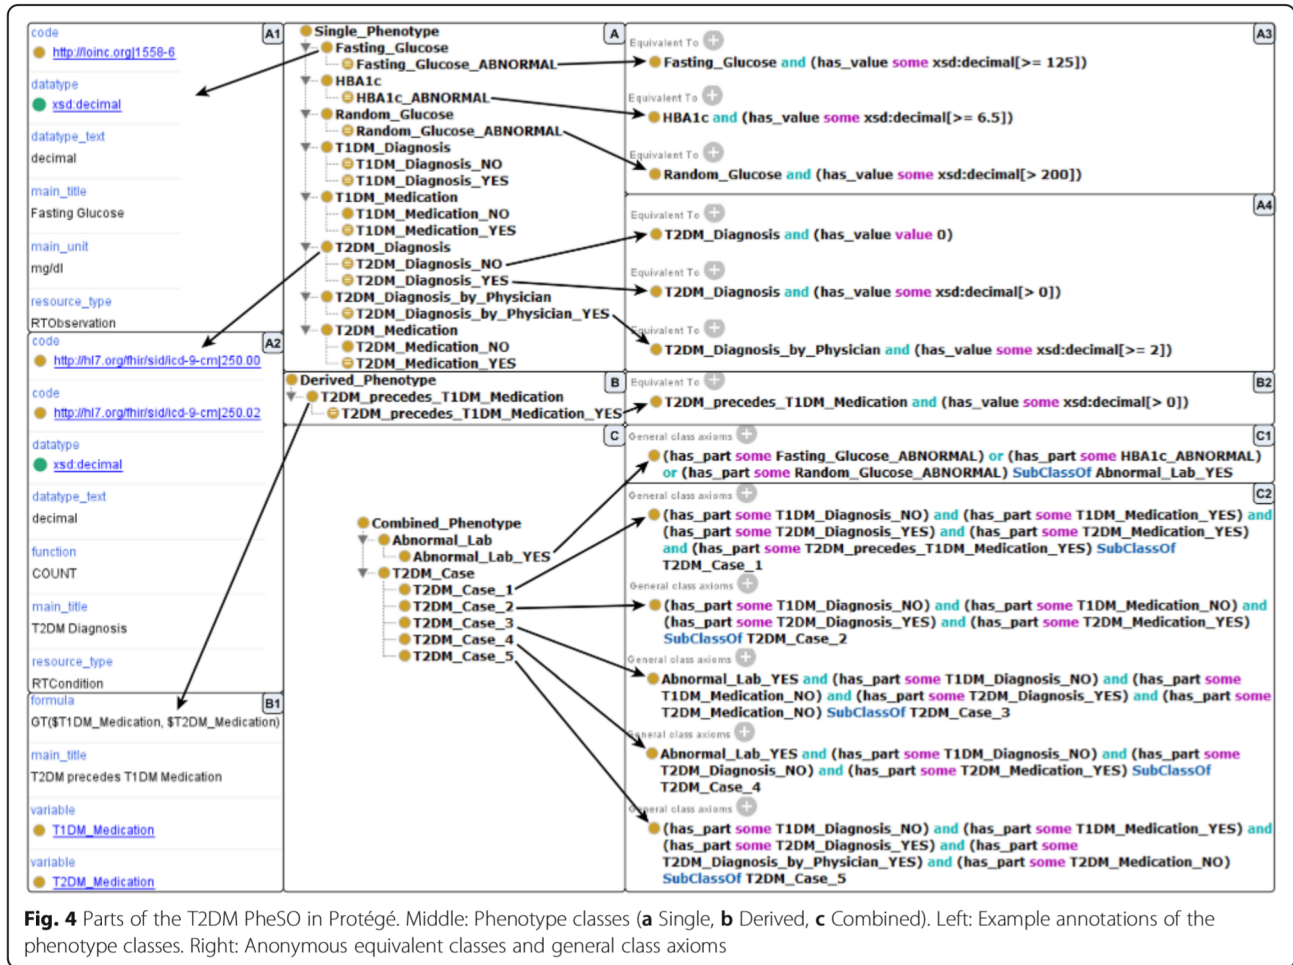 A1
code
http://loinc.org|1558-6
datatype
xsd:decimal
datatype_text
decimal
main_title
Fasting Glucose
main_unit
mg/dl
resource_type
RTObservation
A2
code
http://hl7.org/fhir/sid/icd-9-cm|250.00
code
http://hl7.org/fhir/sid/icd-9-cm|250.02
datatype
xsd:decimal
datatype_text
decimal
function
COUNT
main_title
T2DM Diagnosis
resource_type
RTCondition
B1
formula
GT($T1DM_Medication, $T2DM_Medication)
main_title
T2DM precedes T1DM Medication
variable
T1DM_Medication
variable
T2DM_Medication
A
Single_Phenotype
Fasting_Glucose
Fasting_Glucose_ABNORMAL
HBA1c
HBA1c_ABNORMAL
Random_Glucose
Random_Glucose_ABNORMAL
T1DM_Diagnosis
T1DM_Diagnosis_NO
T1DM_Diagnosis_YES
T1DM_Medication
T1DM_Medication_NO
T1DM_Medication_YES
T2DM_Diagnosis
T2DM_Diagnosis_NO
T2DM_Diagnosis_YES
T2DM_Diagnosis_by_Physician
T2DM_Diagnosis_by_Physician_YES
T2DM_Medication
T2DM_Medication_NO
T2DM_Medication_YES
B
Derived_Phenotype
T2DM_precedes_T1DM_Medication
T2DM_precedes_T1DM_Medication_YES
C
Combined_Phenotype
Abnormal_Lab
Abnormal_Lab_YES
T2DM_Case
T2DM_Case_1
T2DM_Case_2
T2DM_Case_3
T2DM_Case_4
T2DM_Case_5
A3
Equivalent To
Fasting_Glucose and (has_value some xsd:decimal[>= 125])
Equivalent To
HBA1c and (has_value some xsd:decimal[>= 6.5])
Equivalent To
Random_Glucose and (has_value some xsd:decimal[> 200])
A4
Equivalent To
T2DM_Diagnosis and (has_value value 0)
Equivalent To
T2DM_Diagnosis and (has_value some xsd:decimal[> 0])
Equivalent To
T2DM_Diagnosis_by_Physician and (has_value some xsd:decimal[>= 2])
B2
Equivalent To
T2DM_precedes_T1DM_Medication and (has_value some xsd:decimal[> 0])
C1
General class axioms
(has_part some Fasting_Glucose_ABNORMAL) or (has_part some HBA1c_ABNORMAL)
or (has_part some Random_Glucose_ABNORMAL) SubClassOf Abnormal_Lab_YES
C2
General class axioms
(has_part some T1DM_Diagnosis_NO) and (has_part some T1DM_Medication_YES) and
(has_part some T2DM_Diagnosis_YES) and (has_part some T2DM_Medication_YES)
and (has_part some T2DM_precedes_T1DM_Medication_YES) SubClassOf
T2DM_Case_1
General class axioms
(has_part some T1DM_Diagnosis_NO) and (has_part some T1DM_Medication_NO) and
(has_part some T2DM_Diagnosis_YES) and (has_part some T2DM_Medication_YES)
SubClassOf T2DM_Case_2
General class axioms
Abnormal_Lab_YES and (has_part some T1DM_Diagnosis_NO) and (has_part some
T1DM_Medication_NO) and (has_part some T2DM_Diagnosis_YES) and (has_part some
T2DM_Medication_NO) SubClassOf T2DM_Case_3
General class axioms
Abnormal_Lab_YES and (has_part some T1DM_Diagnosis_NO) and (has_part some
T2DM_Diagnosis_NO) and (has_part some T2DM_Medication_YES) SubClassOf
T2DM_Case_4
General class axioms
(has_part some T1DM_Diagnosis_NO) and (has_part some T1DM_Medication_YES) and
(has_part some T2DM_Diagnosis_YES) and (has_part some
T2DM_Diagnosis_by_Physician_YES) and (has_part some T2DM_Medication_NO)
SubClassOf T2DM_Case_5
Fig. 4 Parts of the T2DM PheSO in Protégé. Middle: Phenotype classes (a Single, b Derived, c Combined). Left: Example annotations of the
phenotype classes. Right: Anonymous equivalent classes and general class axioms